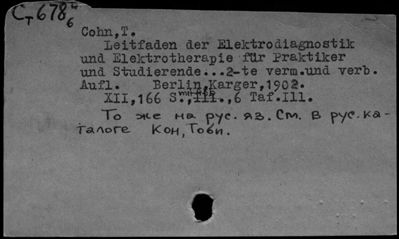 Ст 678 6
Cohn,T.
Leitfaden der Elektrodiagnostik
und Elektrotherapie für Praktiker
und Studierende...2-te verm.und verb.
Aufl. Berlin,Karger,1902.
XII,166 S.,Ill.,6 Taf.Ill.
То же на рус. яз. См. в рус. ка-
талоге Кон, Тоби.